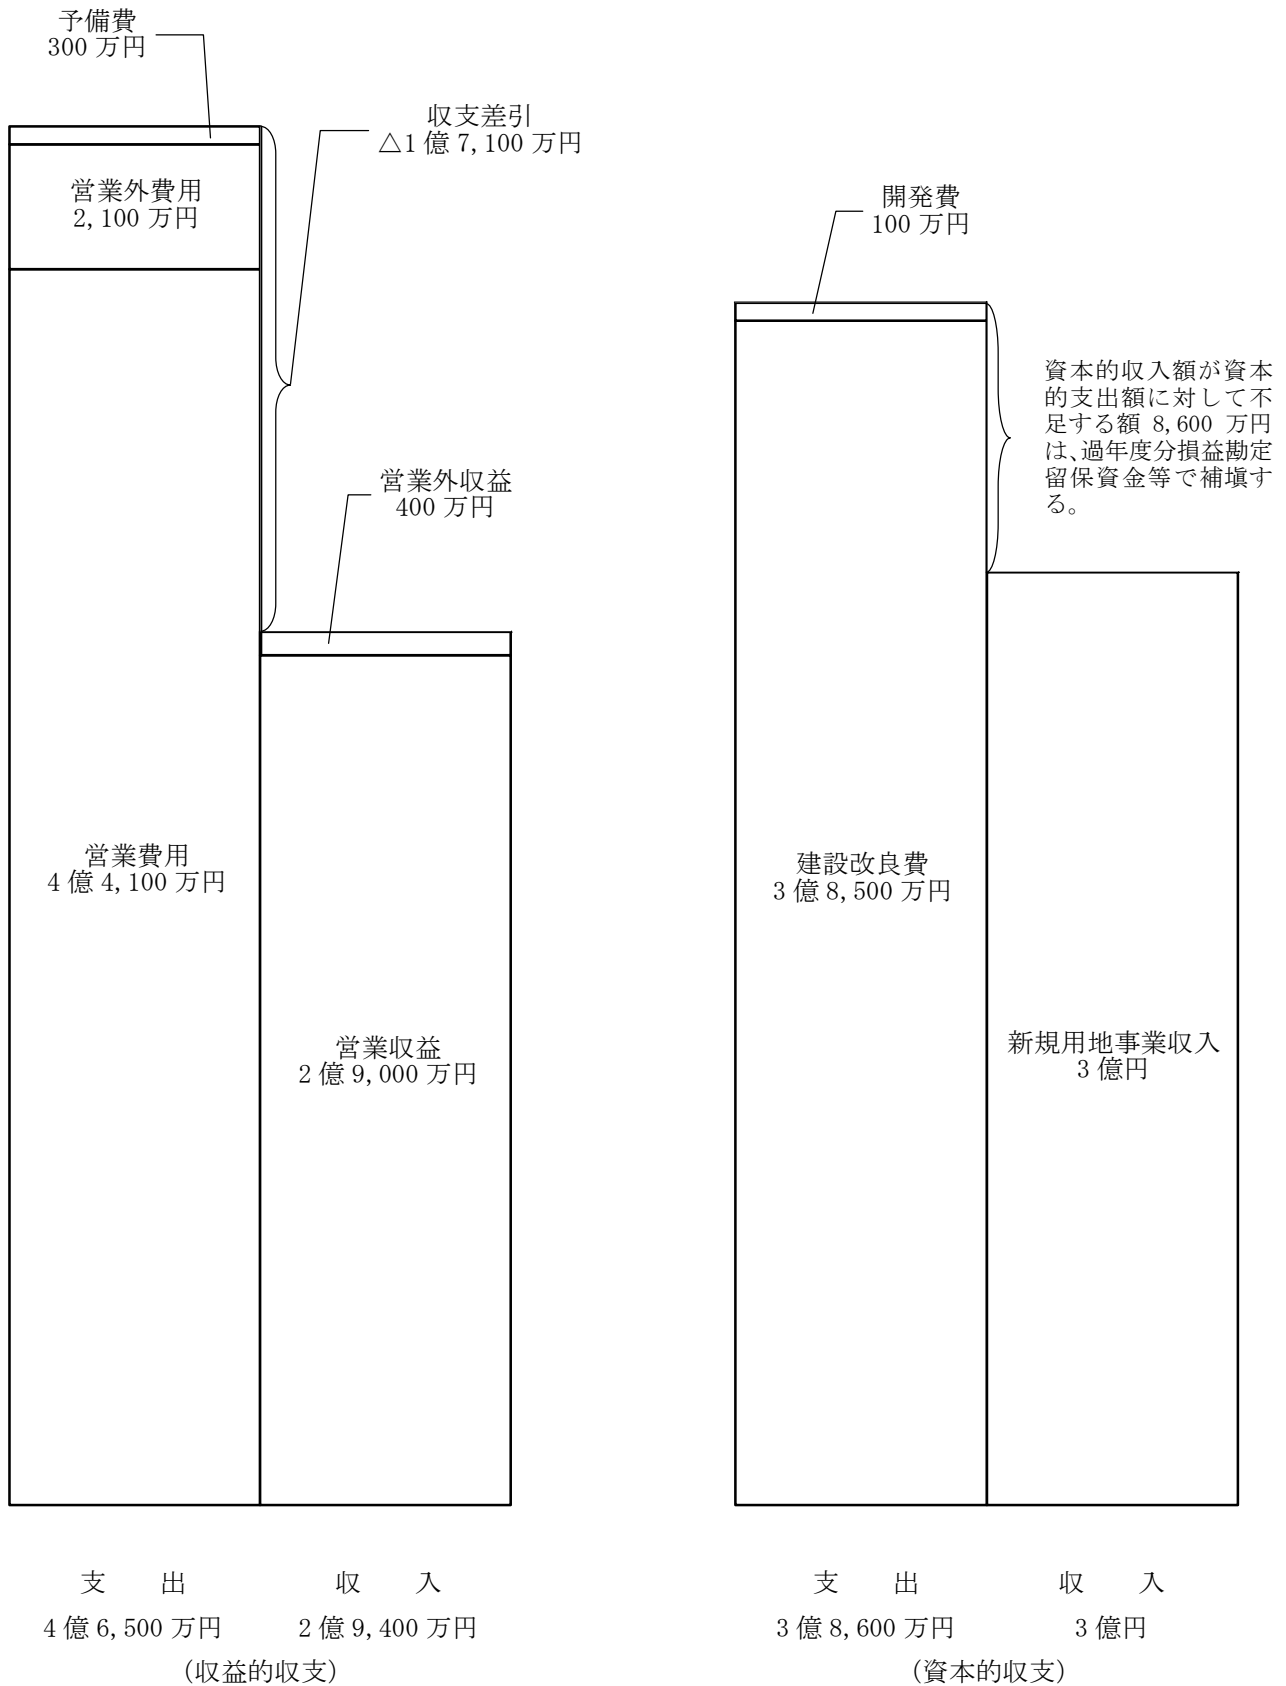 予備費
300 万円
収支差引
△1 億 7,100 万円
営業外費用
2,100 万円
営業外収益
400 万円
営業費用
4 億 4,100 万円
営業収益
2 億 9,000 万円
支　出
収　入
4 億 6,500 万円
2 億 9,400 万円
(収益的収支)
開発費
100 万円
資本的収入額が資本
的支出額に対して不
足する額 8,600 万円
は、過年度分損益勘定
留保資金等で補塡す
る。
建設改良費
3 億 8,500 万円
新規用地事業収入
3 億円
支　出
収　入
3 億 8,600 万円
3 億円
(資本的収支)